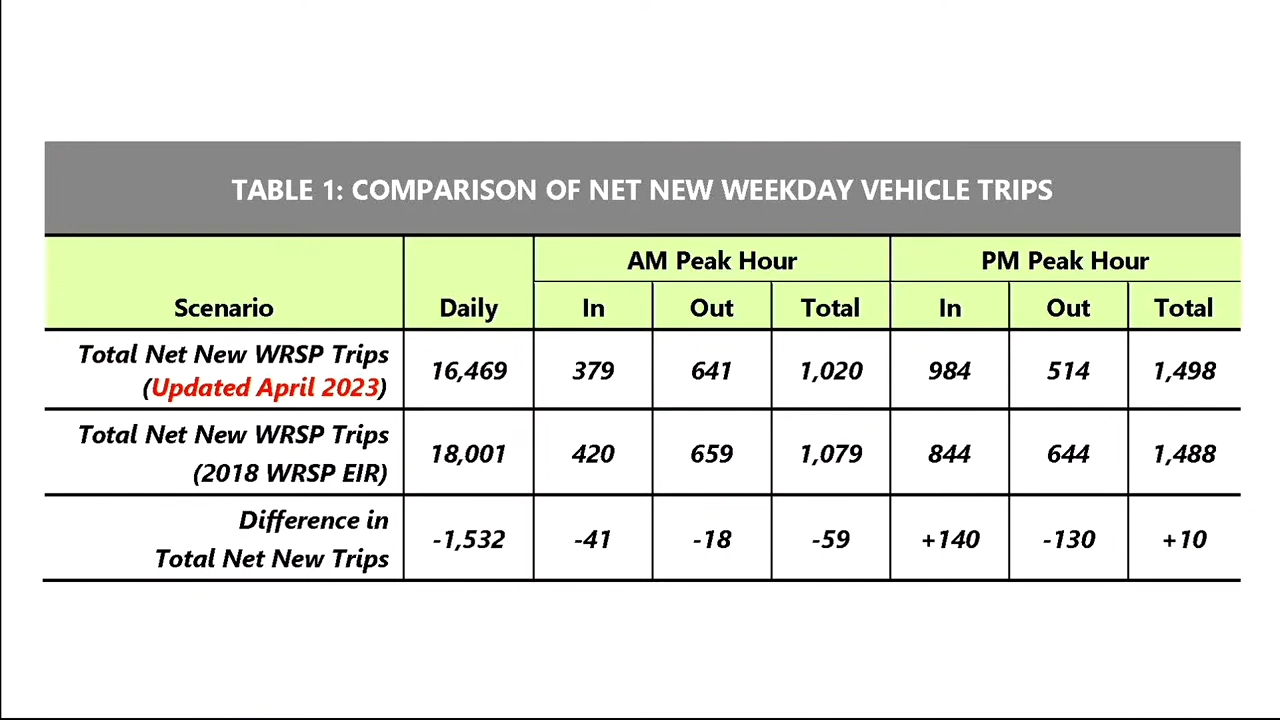 TABLE 1: COMPARISON OF NET NEW WEEKDAY VEHICLE TRIPS
AM Peak Hour PM Peak Hour
Scenario Daily In Out Total In Out Total
Total Net New WRSP Trips
(Updated April 2023) 16,469 379 641 1,020 984 514 1,498
Total Net New WRSP Trips
(2018 WRSP EIR) 18,001 420 659 1,079 844 644 1,488
Difference in
Total Net New Trips -1,532 -41 -18 -59 +140 -130 +10